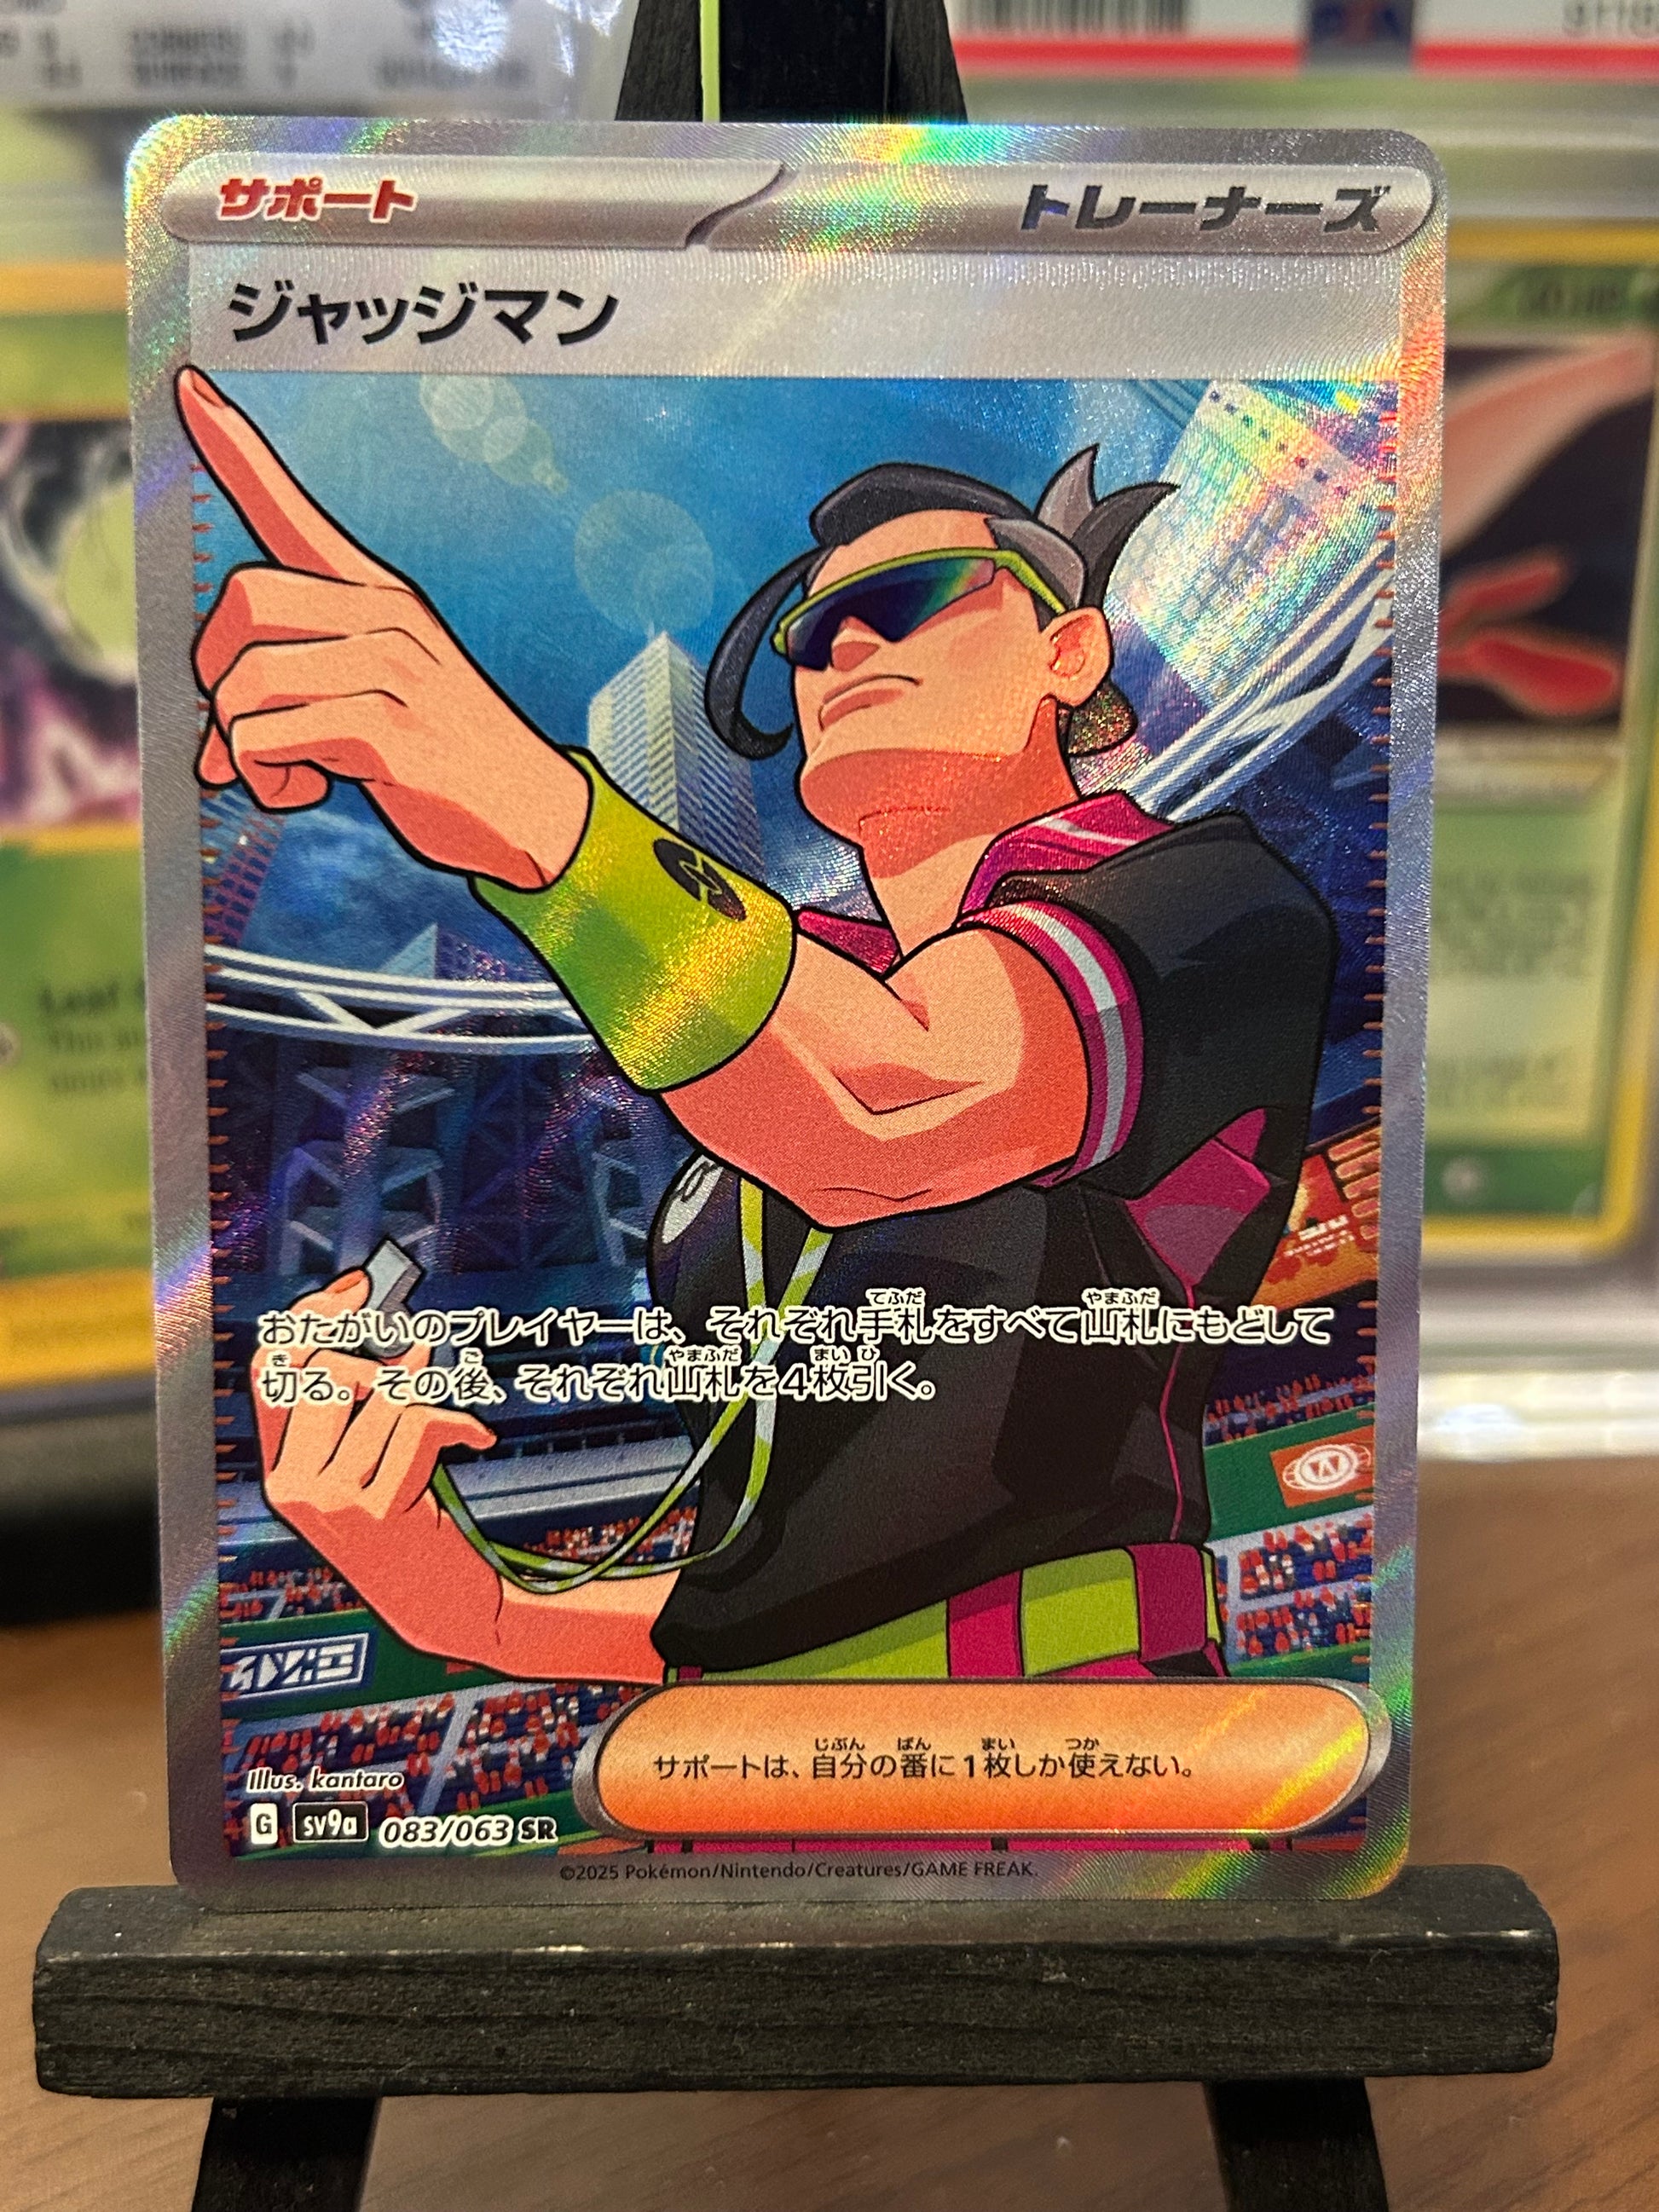 サポート
トレーナーズ
ジャッジマン
おたがいのプレイヤーは、それぞれ手札をすべて山札にもどして
切る。その後、それぞれ山札を4枚引く。
サポートは、自分の番に1枚しか使えない。
Illus. kantaro
G sv9a 083/063 SR
©2025 Pokémon/Nintendo/Creatures/GAME FREAK.